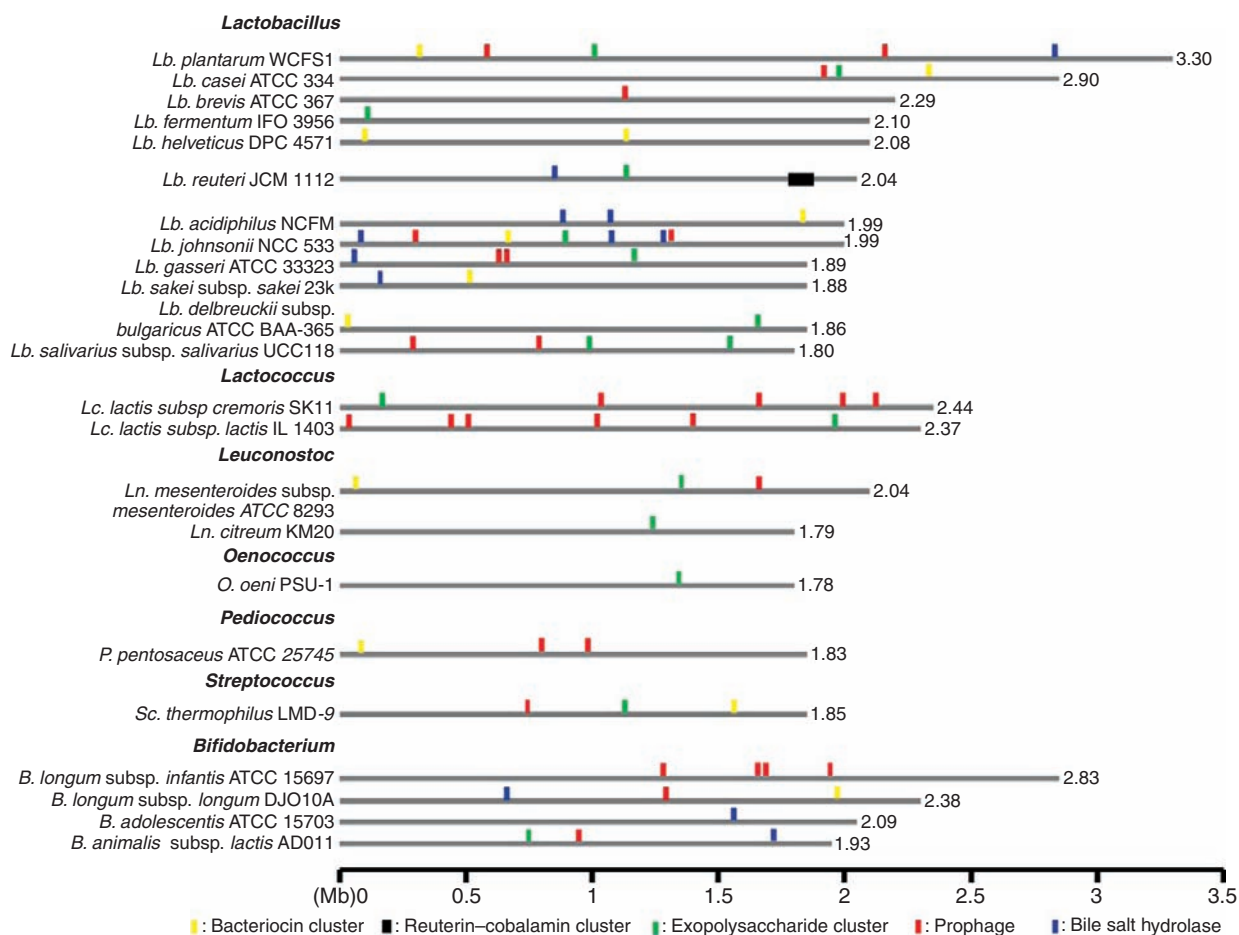 Lactobacillus
Lb. plantarum WCFS1 3.30
Lb. casei ATCC 334 2.90
Lb. brevis ATCC 367 2.29
Lb. fermentum IFO 3956 2.10
Lb. helveticus DPC 4571 2.08
Lb. reuteri JCM 1112 2.04
Lb. acidiphilus NCFM 1.99
Lb. johnsonii NCC 533 1.99
Lb. gasseri ATCC 33323 1.89
Lb. sakei subsp. sakei 23k 1.88
Lb. delbreuckii subsp.
bulgaricus ATCC BAA-365 1.86
Lb. salivarius subsp. salivarius UCC118 1.80
Lactococcus
Lc. lactis subsp cremoris SK11 2.44
Lc. lactis subsp. lactis IL 1403 2.37
Leuconostoc
Ln. mesenteroides subsp. 2.04
mesenteroides ATCC 8293
Ln. citreum KM20 1.79
Oenococcus
O. oeni PSU-1 1.78
Pediococcus
P. pentosaceus ATCC 25745 1.83
Streptococcus
Sc. thermophilus LMD-9 1.85
Bifidobacterium
B. longum subsp. infantis ATCC 15697 2.83
B. longum subsp. longum DJO10A 2.38
B. adolescentis ATCC 15703 2.09
B. animalis subsp. lactis AD011 1.93
(Mb)0 0.5 1 1.5 2 2.5 3 3.5
: Bacteriocin cluster : Reuterin–cobalamin cluster : Exopolysaccharide cluster : Prophage : Bile salt hydrolase